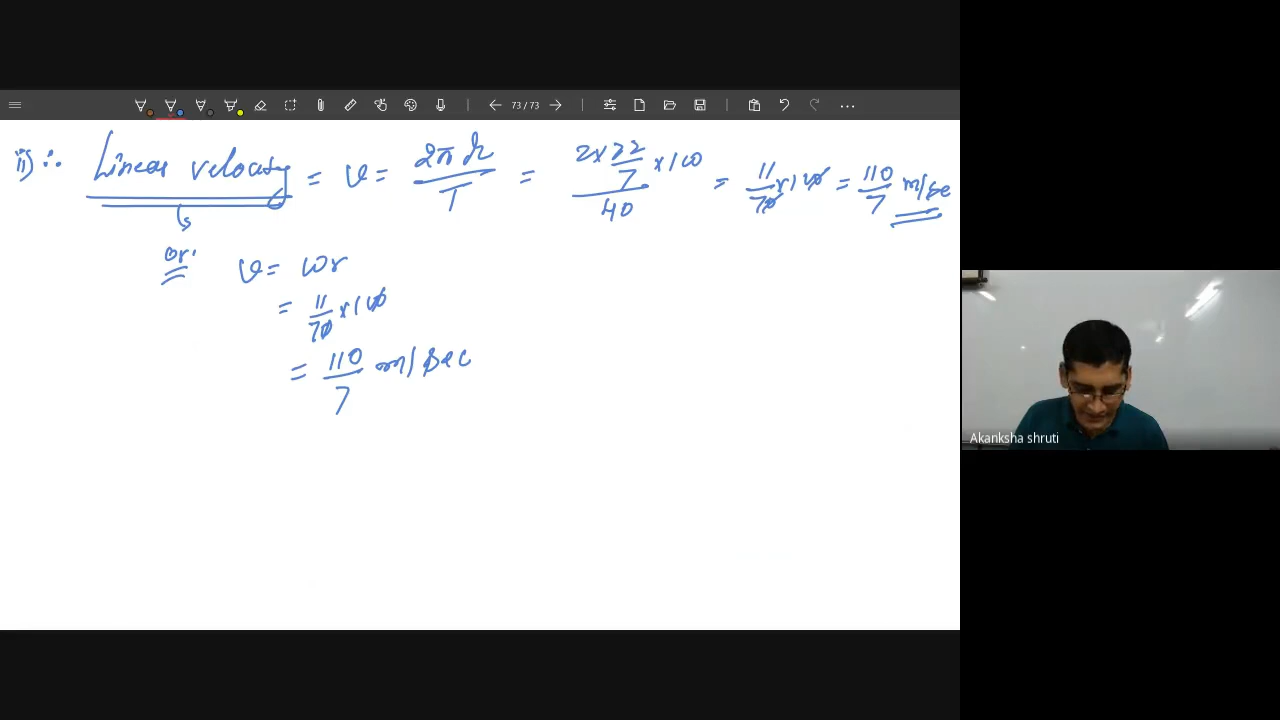 73 / 73
ii) ∴ Linear velocity = v = 2πr/T = (2 × 22/7 × 100)/40 = 11/70 × 100 = 110/7 m/sec
or. v = ωr
= 11/70 × 100
= 110/7 m/sec
Akanksha shruti